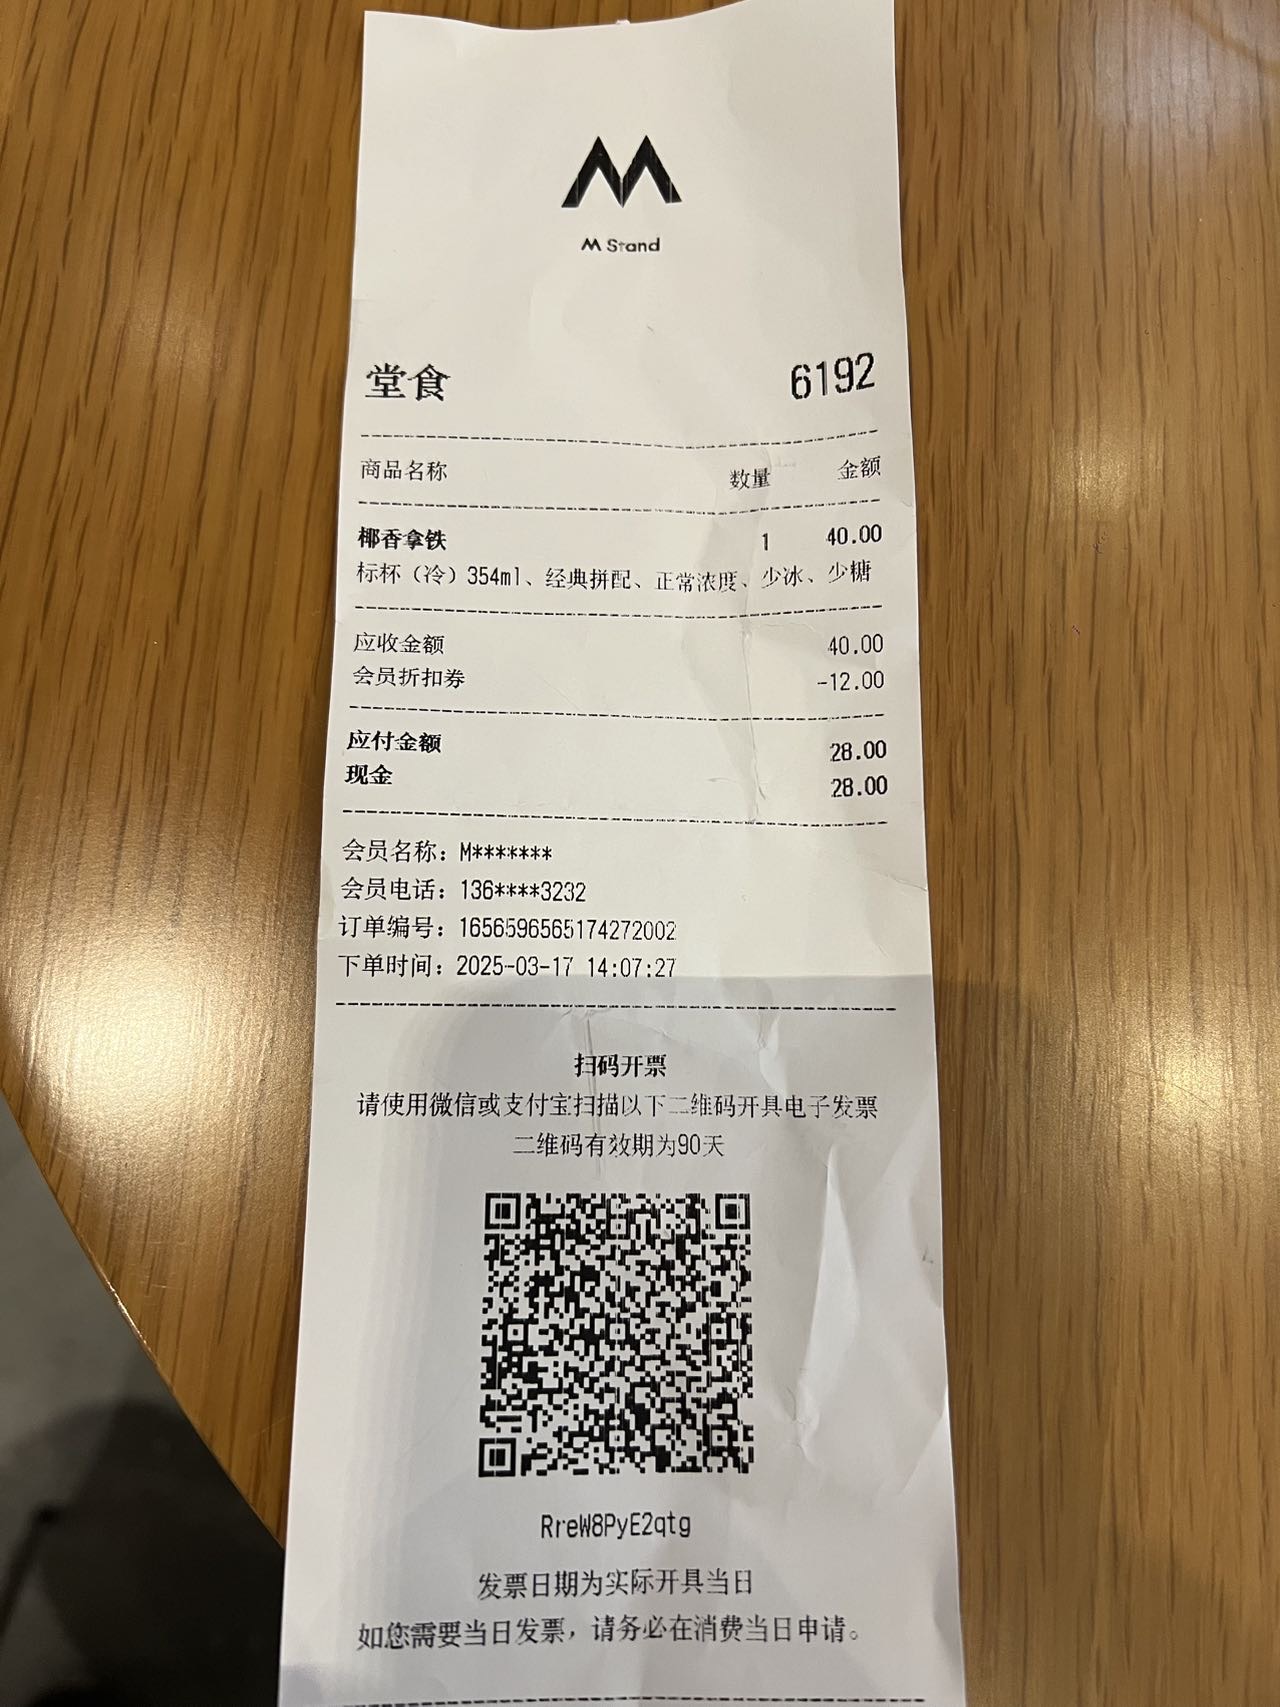 M Stand
堂食 6192
商品名称 数量 金额
椰香拿铁 1 40.00
标杯（冷）354ml、经典拼配、正常浓度、少冰、少糖
应收金额 40.00
会员折扣券 -12.00
应付金额 28.00
现金 28.00
会员名称：M*******
会员电话：136****3232
订单编号：1656596565174272002
下单时间：2025-03-17 14:07:27
扫码开票
请使用微信或支付宝扫描以下二维码开具电子发票
二维码有效期为90天
RreW8PyE2qtg
发票日期为实际开具当日
如您需要当日发票，请务必在消费当日申请。